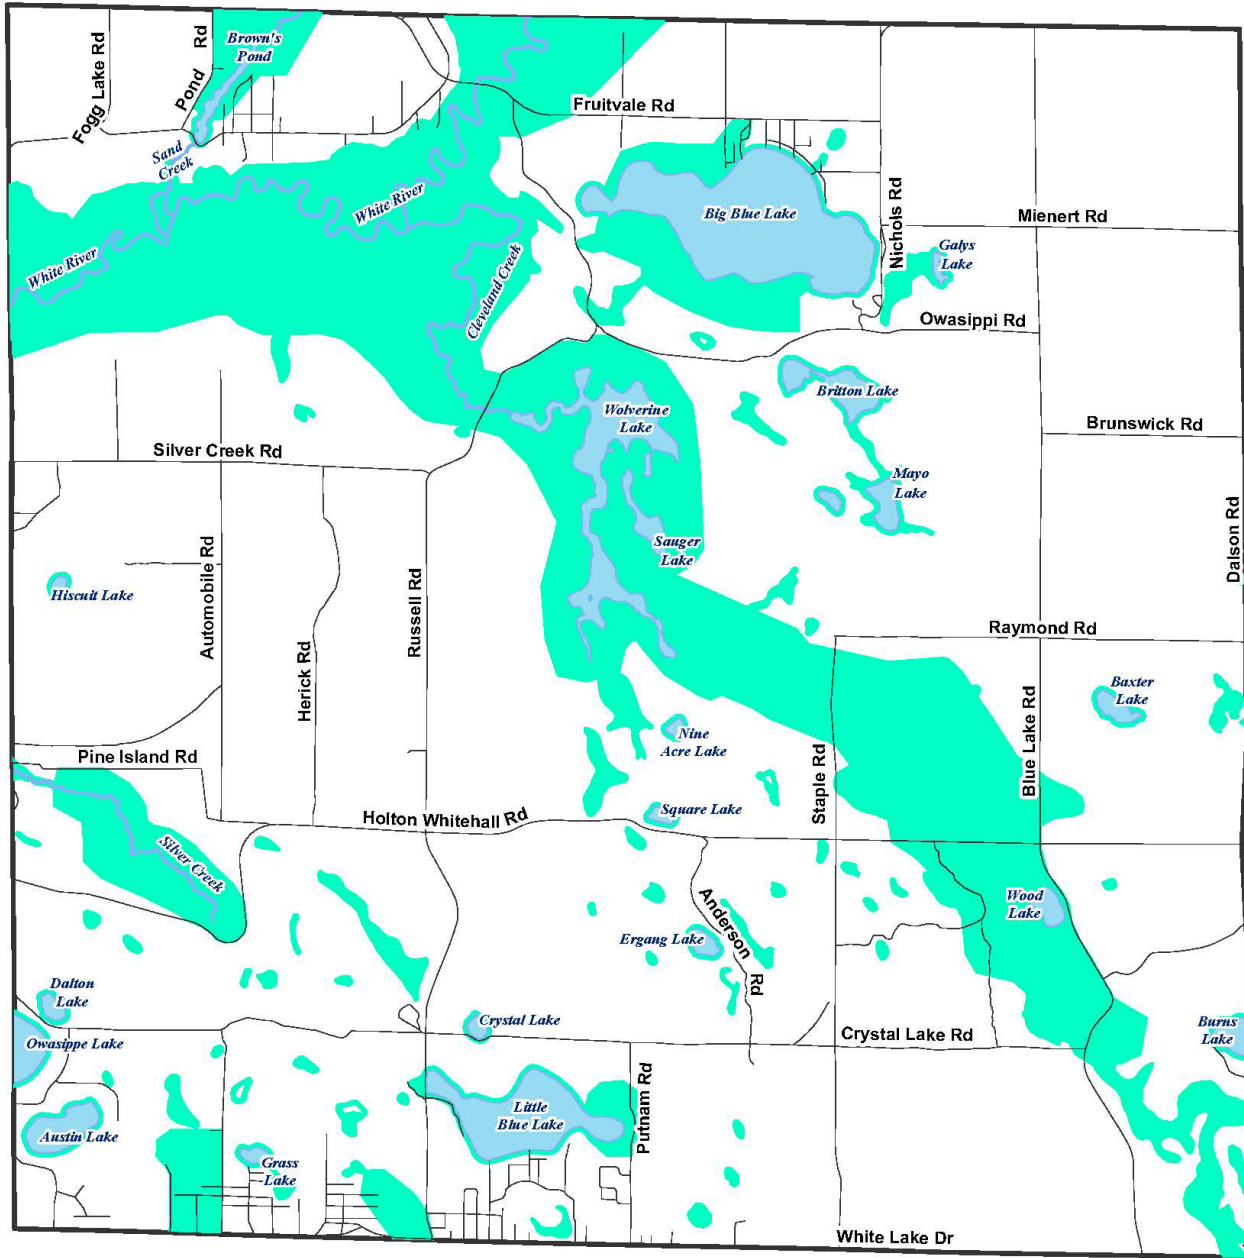 Fogg Lake Rd
Pond Rd
Brown's
Pond
Fruitvale Rd
Sand
Creek
White River
White River
Cleveland Creek
Big Blue Lake
Nichols Rd
Mienert Rd
Galys
Lake
Owasippi Rd
Britton Lake
Wolverine
Lake
Brunswick Rd
Silver Creek Rd
Mayo
Lake
Dalson Rd
Sauger
Lake
Hiscuit Lake
Automobile Rd
Herick Rd
Russell Rd
Raymond Rd
Baxter
Lake
Blue Lake Rd
Nine
Acre Lake
Pine Island Rd
Staple Rd
Square Lake
Holton Whitehall Rd
Silver Creek
Anderson Rd
Wood
Lake
Ergang Lake
Dalton
Lake
Crystal Lake
Crystal Lake Rd
Burns
Lake
Owasippe Lake
Putnam Rd
Little
Blue Lake
Austin Lake
Grass
Lake
White Lake Dr